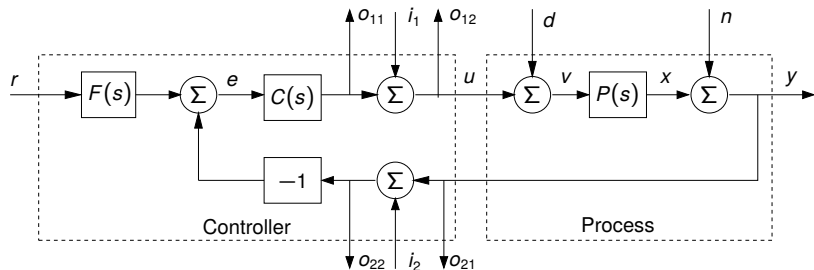 o₁₁ i₁ o₁₂ d n
r F(s) Σ e C(s) Σ u Σ v P(s) x Σ y
−1 Σ
Controller Process
o₂₂ i₂ o₂₁